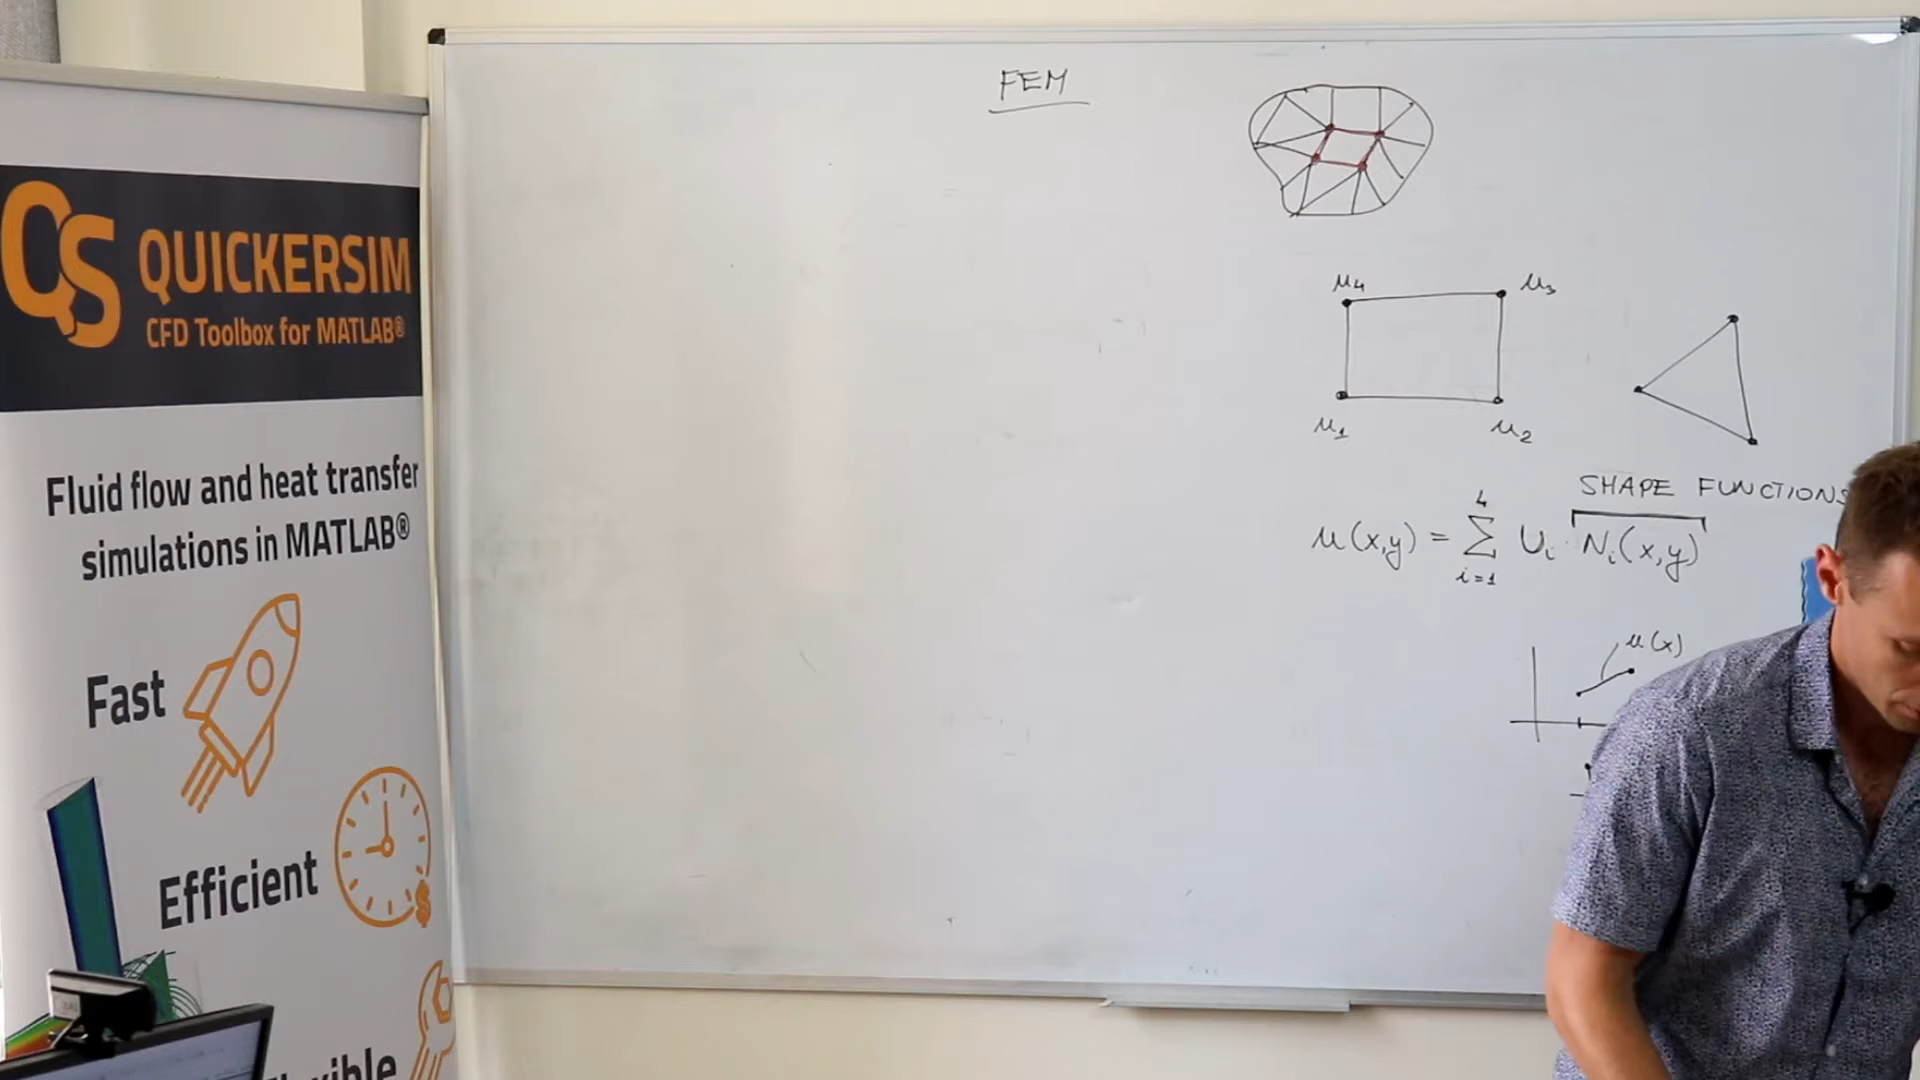 QS QUICKERSIM
CFD Toolbox for MATLAB®
Fluid flow and heat transfer
simulations in MATLAB®
Fast
Efficient
$
FEM
u4 u3
u1 u2
SHAPE FUNCTIONS
u(x,y) = 4 Σ i=1 Ui · Ni(x,y)
u(x)